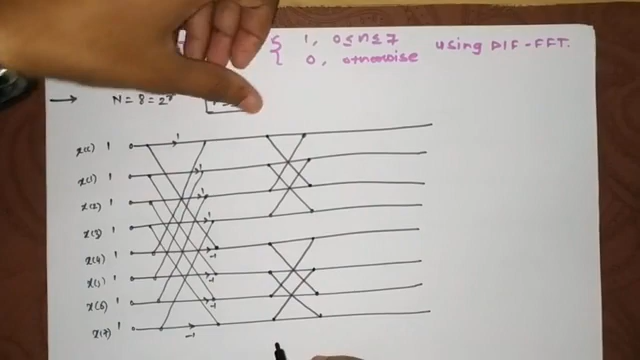 { 1, 0≤n≤7 using DIF-FFT.
0, otherwise
→ N=8=2³
x(0) 1 1
x(1) 1 1
x(2) 1 1
x(3) 1 1
x(4) 1 -1
x(5) 1 -1
x(6) 1 -1
x(7) 1 -1